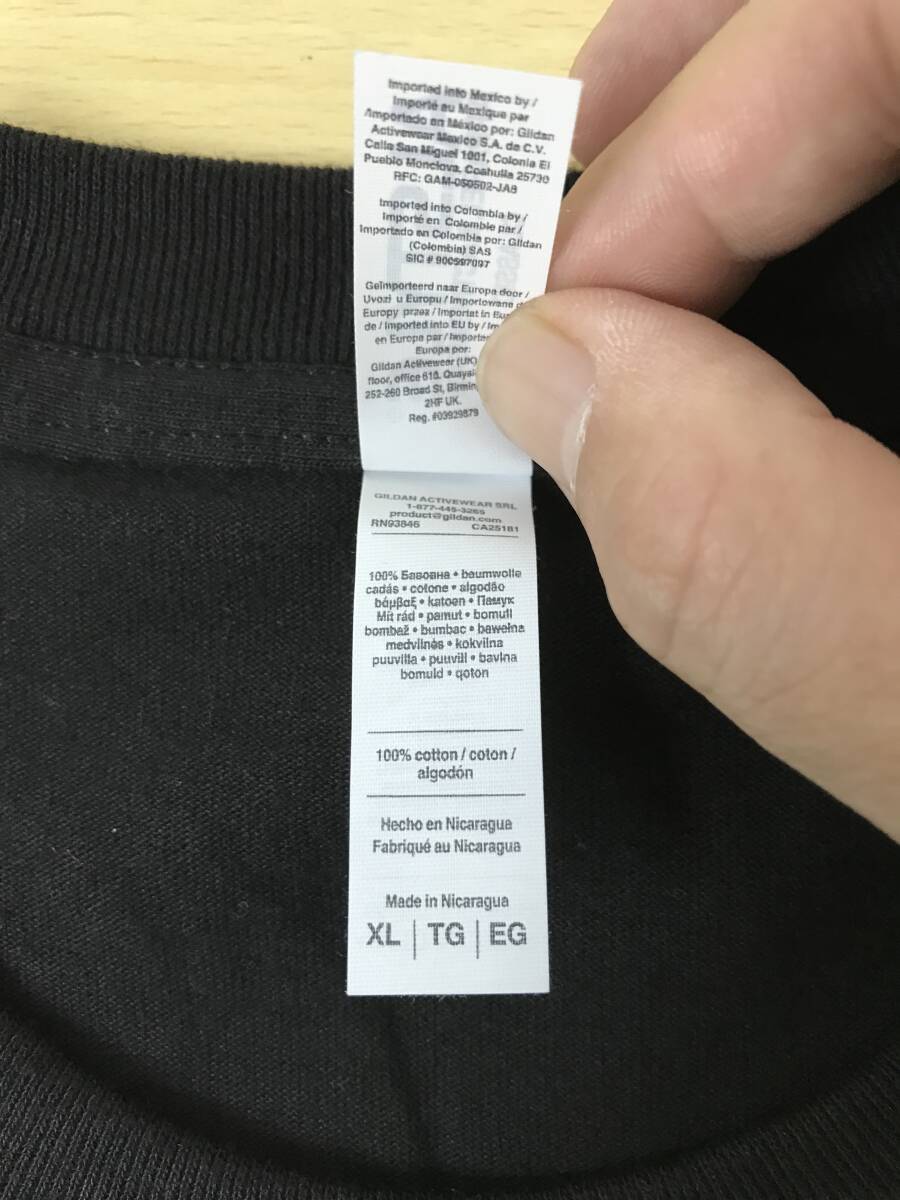 Imported into Mexico by /
Importé au Mexique par
/Importado en México por: Gildan
Activewear Mexico S.A. de C.V.
Calle San Miguel 1001, Colonia El
Pueblo Monclova, Coahuila 25730
RFC: GAM-050502-JA8
Imported into Colombia by /
Importé en Colombie par /
Importado en Colombia por: Gildan
(Colombia) SAS
SIC # 900597097
Geïmporteerd naar Europa door /
Uvozi u Europu / Importowane
Europy przez / Importat in
de / Imported into EU by /
en Europe par /
Europa por:
Gildan Activewear (UK)
floor, office 618, Quaysi
252-260 Broad St, Birmin
2HF UK.
Reg. #03929879
GILDAN ACTIVEWEAR SRL
1-877-445-3265
product@gildan.com
RN93846 CA25181
100% Бавовна • baumwolle
cadás • cotone • algodão
βάμβαξ • katoen • Памук
Mít rád • pamut • bomull
bombaž • bumbac • bawełna
medvilnės • kokvilna
puuvilla • puuvill • bavlna
bomuld • qoton
100% cotton / coton /
algodón
Hecho en Nicaragua
Fabriqué au Nicaragua
Made in Nicaragua
XL | TG | EG